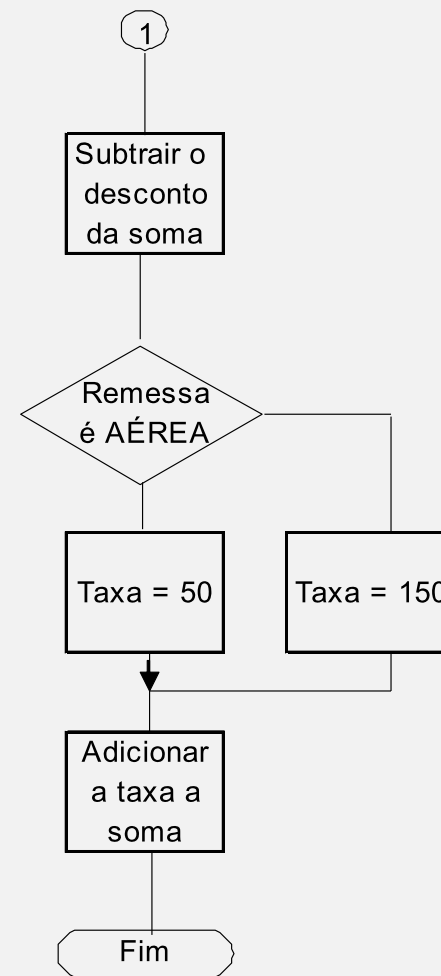 1
Subtrair o
desconto
da soma
Remessa
é AÉREA
Taxa = 50
Taxa = 150
Adicionar
a taxa a
soma
Fim